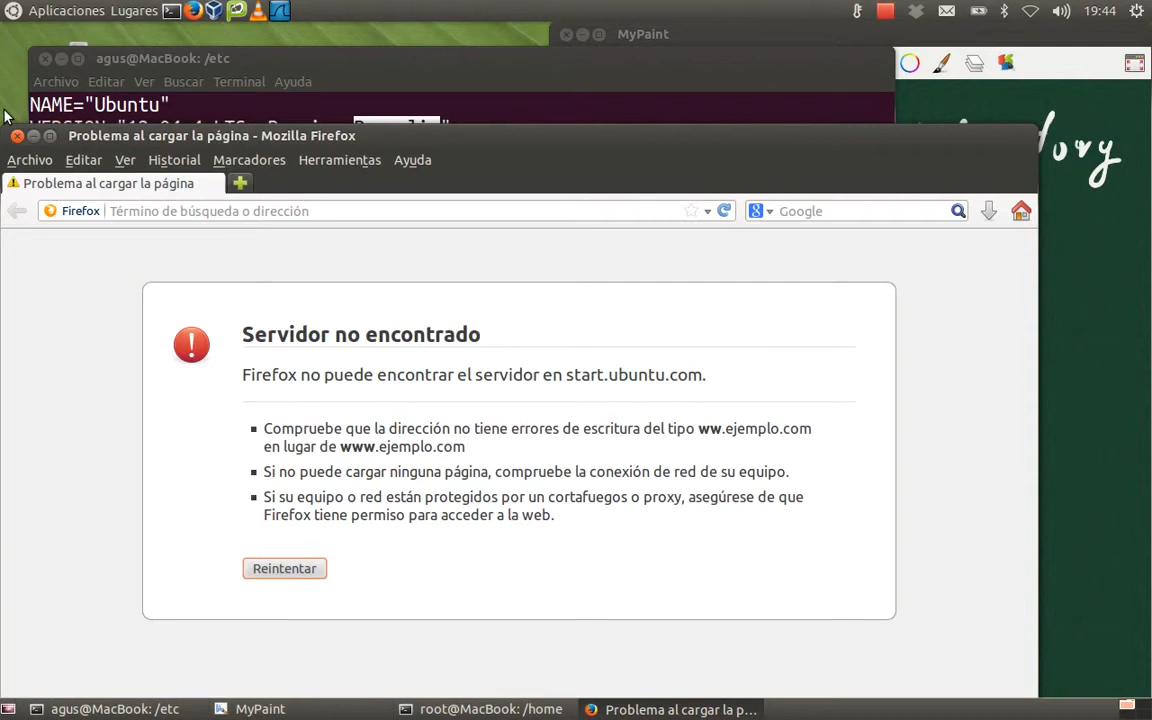 Aplicaciones Lugares 19:44
MyPaint
agus@MacBook: /etc
Archivo Editar Ver Buscar Terminal Ayuda
NAME="Ubuntu"
Problema al cargar la página - Mozilla Firefox
Archivo Editar Ver Historial Marcadores Herramientas Ayuda
Problema al cargar la página
Firefox Término de búsqueda o dirección Google
Servidor no encontrado
Firefox no puede encontrar el servidor en start.ubuntu.com.
Compruebe que la dirección no tiene errores de escritura del tipo ww.ejemplo.com
en lugar de www.ejemplo.com
Si no puede cargar ninguna página, compruebe la conexión de red de su equipo.
Si su equipo o red están protegidos por un cortafuegos o proxy, asegúrese de que
Firefox tiene permiso para acceder a la web.
Reintentar
agus@MacBook: /etc MyPaint root@MacBook: /home Problema al cargar la p...